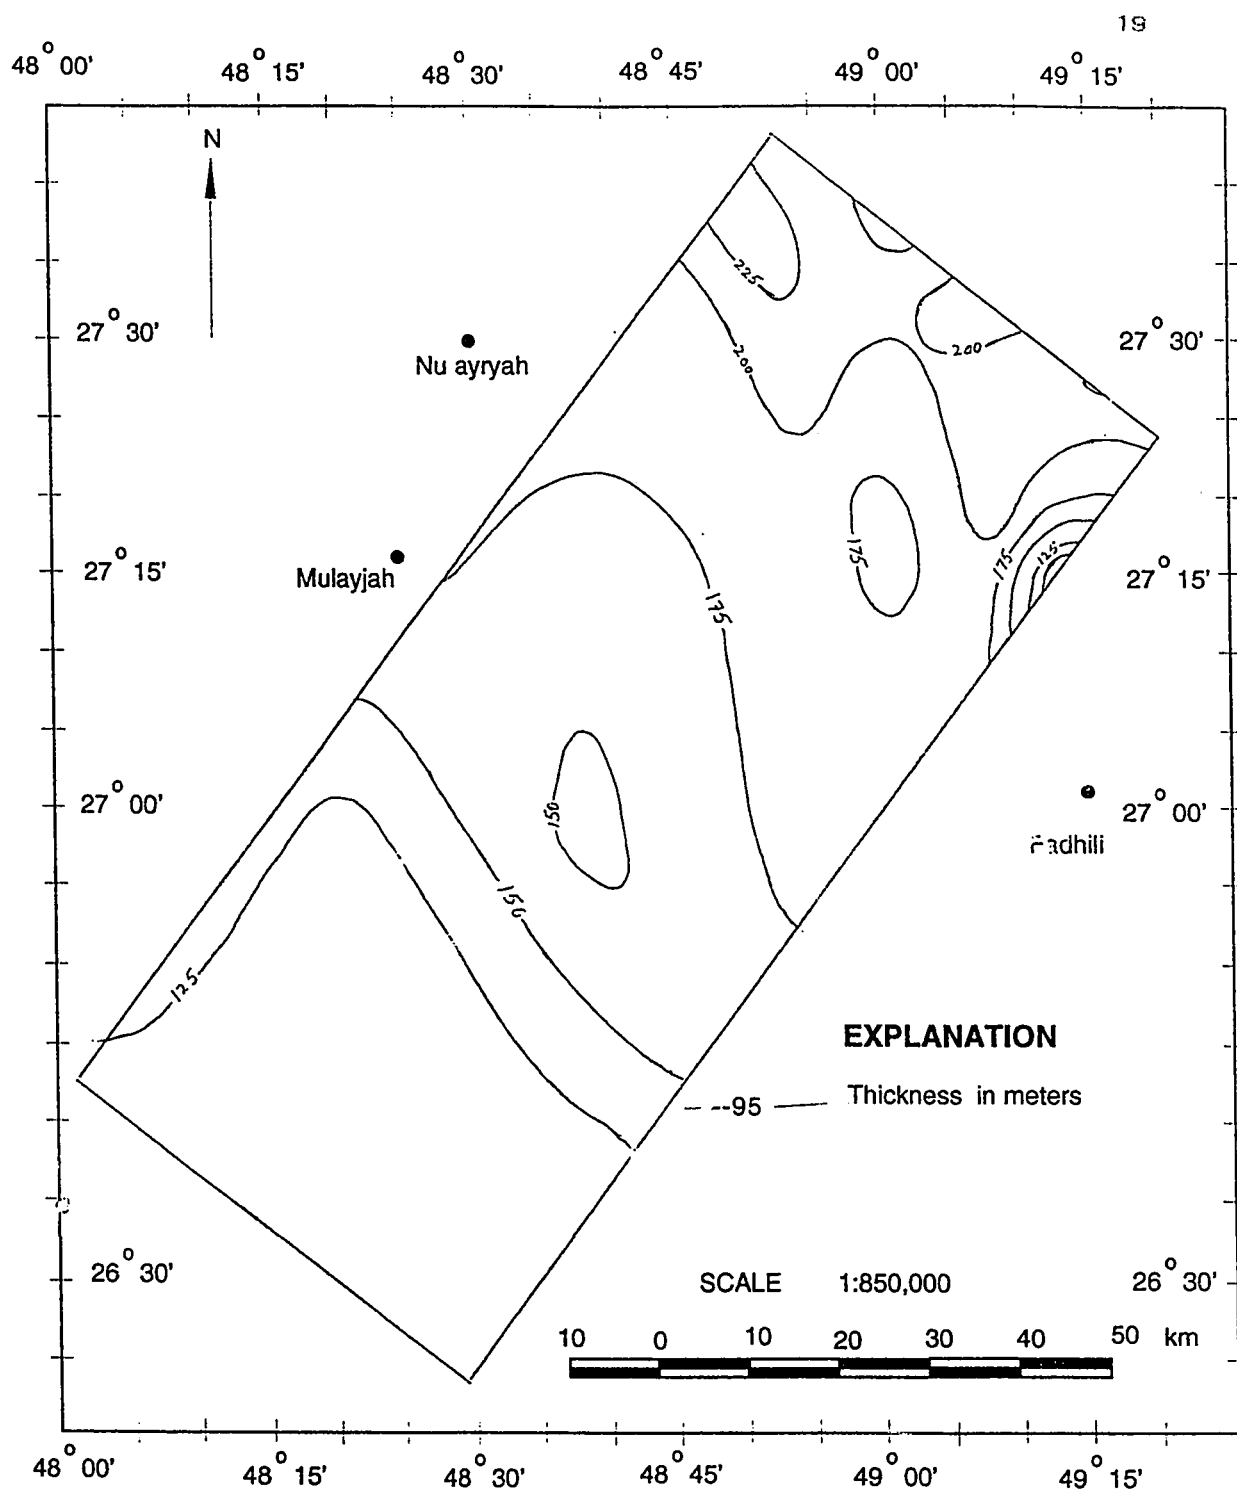 19
48° 00' 48° 15' 48° 30' 48° 45' 49° 00' 49° 15'
N
225
27° 30' 27° 30'
Nu ayryah
200
200
175
125
175
27° 15' 27° 15'
Mulayjah
175
27° 00' 27° 00'
150
Fadhili
150
125
EXPLANATION
Thickness in meters
95
26° 30' 26° 30'
SCALE 1:850,000
10 0 10 20 30 40 50 km
48° 00' 48° 15' 48° 30' 48° 45' 49° 00' 49° 15'